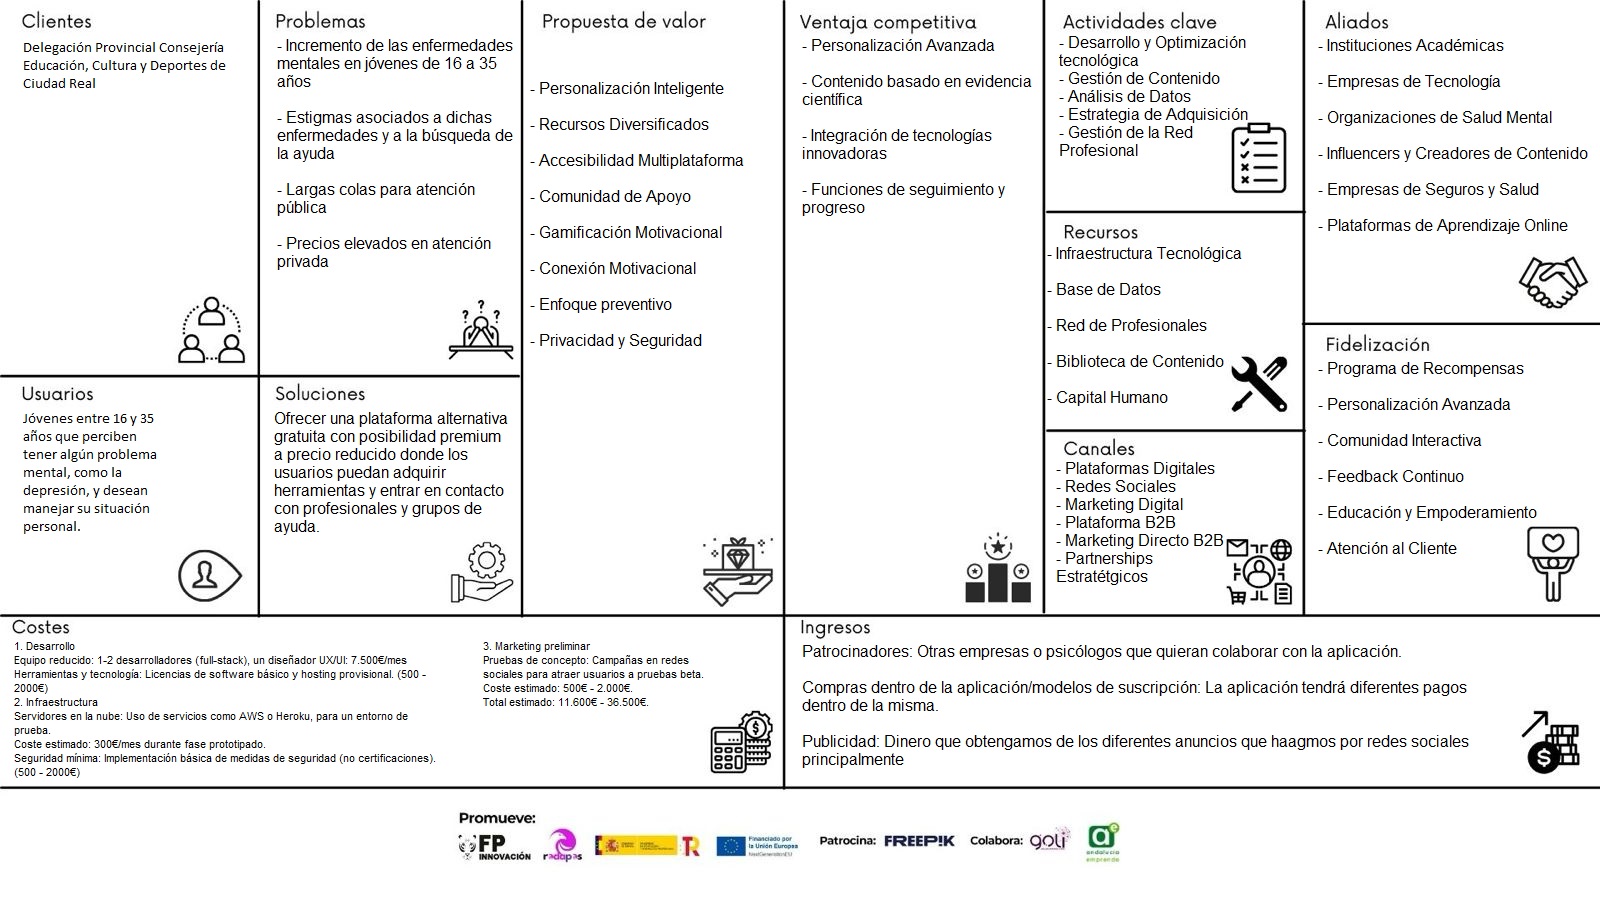 Clientes
Delegación Provincial Consejería
Educación, Cultura y Deportes de
Ciudad Real
Problemas
- Incremento de las enfermedades
mentales en jóvenes de 16 a 35
años
- Estigmas asociados a dichas
enfermedades y a la búsqueda de
la ayuda
- Largas colas para atención
pública
- Precios elevados en atención
privada
Propuesta de valor
- Personalización Inteligente
- Recursos Diversificados
- Accesibilidad Multiplataforma
- Comunidad de Apoyo
- Gamificación Motivacional
- Conexión Motivacional
- Enfoque preventivo
- Privacidad y Seguridad
Ventaja competitiva
- Personalización Avanzada
- Contenido basado en evidencia
científica
- Integración de tecnologías
innovadoras
- Funciones de seguimiento y
progreso
Actividades clave
- Desarrollo y Optimización
tecnológica
- Gestión de Contenido
- Análisis de Datos
- Estrategia de Adquisición
- Gestión de la Red
Profesional
Recursos
- Infraestructura Tecnológica
- Base de Datos
- Red de Profesionales
- Biblioteca de Contenido
- Capital Humano
Canales
- Plataformas Digitales
- Redes Sociales
- Marketing Digital
- Plataforma B2B
- Marketing Directo B2B
- Partnerships
Estratétgicos
Aliados
- Instituciones Académicas
- Empresas de Tecnología
- Organizaciones de Salud Mental
- Influencers y Creadores de Contenido
- Empresas de Seguros y Salud
- Plataformas de Aprendizaje Online
Fidelización
- Programa de Recompensas
- Personalización Avanzada
- Comunidad Interactiva
- Feedback Continuo
- Educación y Empoderamiento
- Atención al Cliente
Usuarios
Jóvenes entre 16 y 35
años que perciben
tener algún problema
mental, como la
depresión, y desean
manejar su situación
personal.
Soluciones
Ofrecer una plataforma alternativa
gratuita con posibilidad premium
a precio reducido donde los
usuarios puedan adquirir
herramientas y entrar en contacto
con profesionales y grupos de
ayuda.
Costes
1. Desarrollo
Equipo reducido: 1-2 desarrolladores (full-stack), un diseñador UX/UI: 7.500€/mes
Herramientas y tecnología: Licencias de software básico y hosting provisional. (500 -
2000€)
2. Infraestructura
Servidores en la nube: Uso de servicios como AWS o Heroku, para un entorno de
prueba.
Coste estimado: 300€/mes durante fase prototipado.
Seguridad mínima: Implementación básica de medidas de seguridad (no certificaciones).
(500 - 2000€)
3. Marketing preliminar
Pruebas de concepto: Campañas en redes
sociales para atraer usuarios a pruebas beta.
Coste estimado: 500€ - 2.000€.
Total estimado: 11.600€ - 36.500€.
Ingresos
Patrocinadores: Otras empresas o psicólogos que quieran colaborar con la aplicación.
Compras dentro de la aplicación/modelos de suscripción: La aplicación tendrá diferentes pagos
dentro de la misma.
Publicidad: Dinero que obtengamos de los diferentes anuncios que haagmos por redes sociales
principalmente
Promueve:
FP
INNOVACIÓN
radapas
TR
Financiado por
la Unión Europea
NextGenerationEU
Patrocina: FREEP!K
Colabora: goli
andalucía
emprende